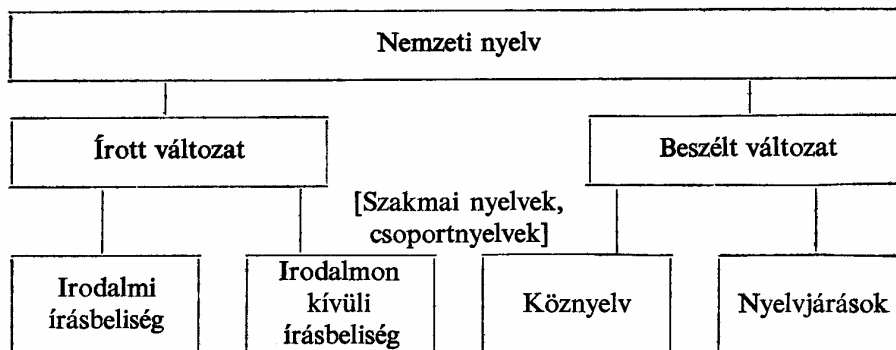 Nemzeti nyelv
Írott változat
Beszélt változat
[Szakmai nyelvek,
csoportnyelvek]
Irodalmi
írásbeliség
Irodalmon
kívüli
írásbeliség
Köznyelv
Nyelvjárások